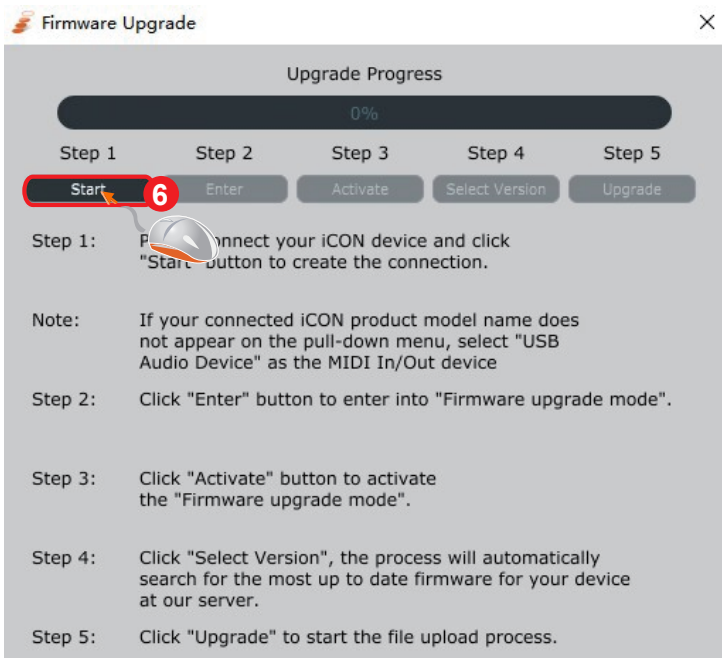 Firmware Upgrade
Upgrade Progress
0%
Step 1 Step 2 Step 3 Step 4 Step 5
Start 6 Enter Activate Select Version Upgrade
Step 1: P onnect your iCON device and click
"Start" button to create the connection.
Note: If your connected iCON product model name does
not appear on the pull-down menu, select "USB
Audio Device" as the MIDI In/Out device
Step 2: Click "Enter" button to enter into "Firmware upgrade mode".
Step 3: Click "Activate" button to activate
the "Firmware upgrade mode".
Step 4: Click "Select Version", the process will automatically
search for the most up to date firmware for your device
at our server.
Step 5: Click "Upgrade" to start the file upload process.